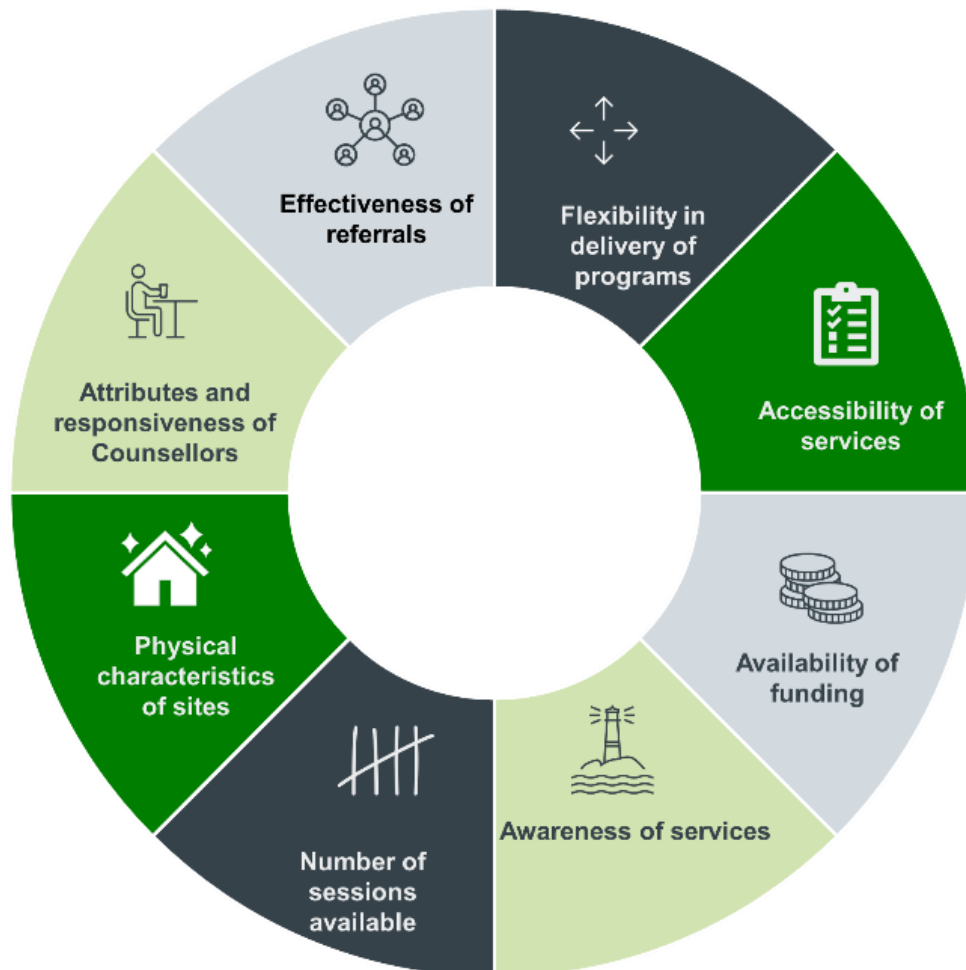 Effectiveness of
referrals
Flexibility in
delivery of
programs
Accessibility of
services
Availability of
funding
Awareness of services
Number of
sessions
available
Physical
characteristics
of sites
Attributes and
responsiveness of
Counsellors